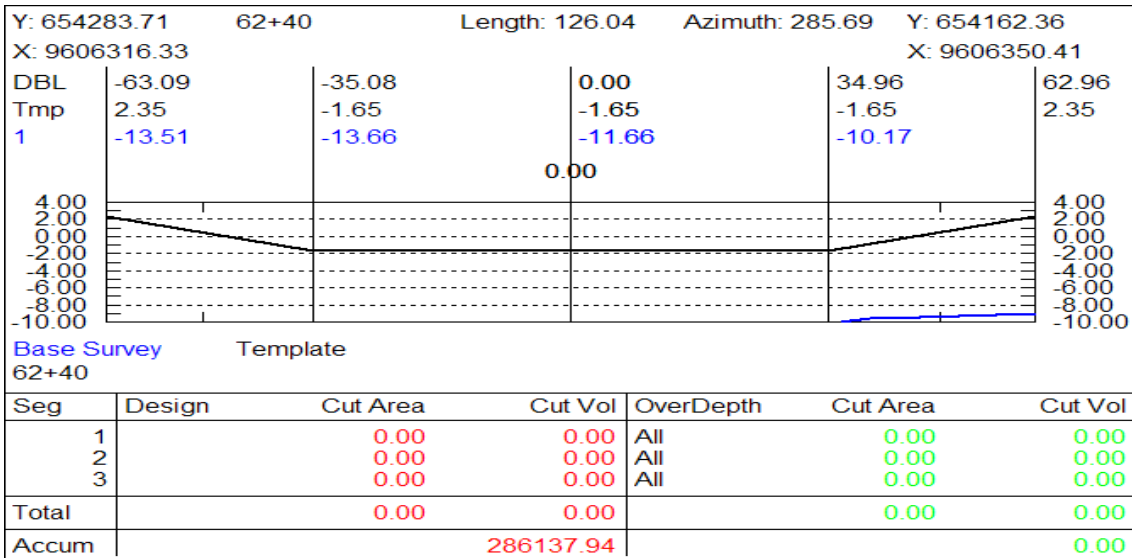 Y: 654283.71 62+40 Length: 126.04 Azimuth: 285.69 Y: 654162.36
X: 9606316.33 X: 9606350.41
DBL -63.09 -35.08 0.00 34.96 62.96
Tmp 2.35 -1.65 -1.65 -1.65 2.35
1 -13.51 -13.66 -11.66 -10.17
0.00
4.00 4.00
2.00 2.00
0.00 0.00
-2.00 -2.00
-4.00 -4.00
-6.00 -6.00
-8.00 -8.00
-10.00 -10.00
Base Survey Template
62+40
Seg Design Cut Area Cut Vol OverDepth Cut Area Cut Vol
1 0.00 0.00 All 0.00 0.00
2 0.00 0.00 All 0.00 0.00
3 0.00 0.00 All 0.00 0.00
Total 0.00 0.00 0.00 0.00
Accum 286137.94 0.00